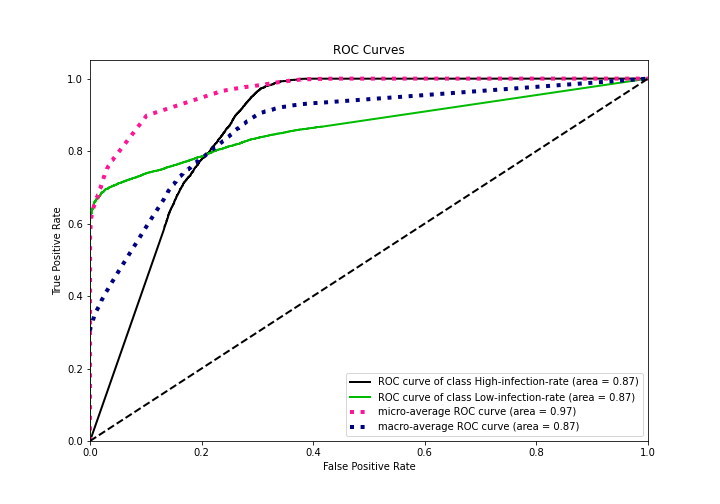 ROC Curves
1.0
0.8
0.6
0.4
0.2
0.0
True Positive Rate
0.0 0.2 0.4 0.6 0.8 1.0
False Positive Rate
ROC curve of class High-infection-rate (area = 0.87)
ROC curve of class Low-infection-rate (area = 0.87)
micro-average ROC curve (area = 0.97)
macro-average ROC curve (area = 0.87)